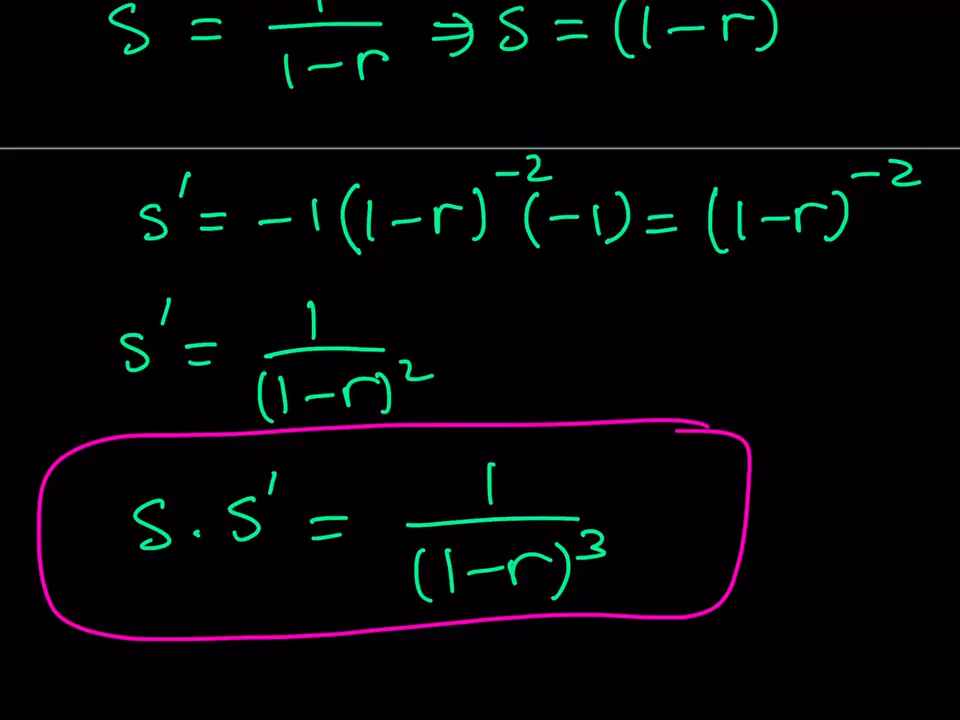 S = 1/(1-r) ⇒ S = (1-r)
s' = -1(1-r)^-2 (-1) = (1-r)^-2
s' = 1/(1-r)^2
S · s' = 1/(1-r)^3